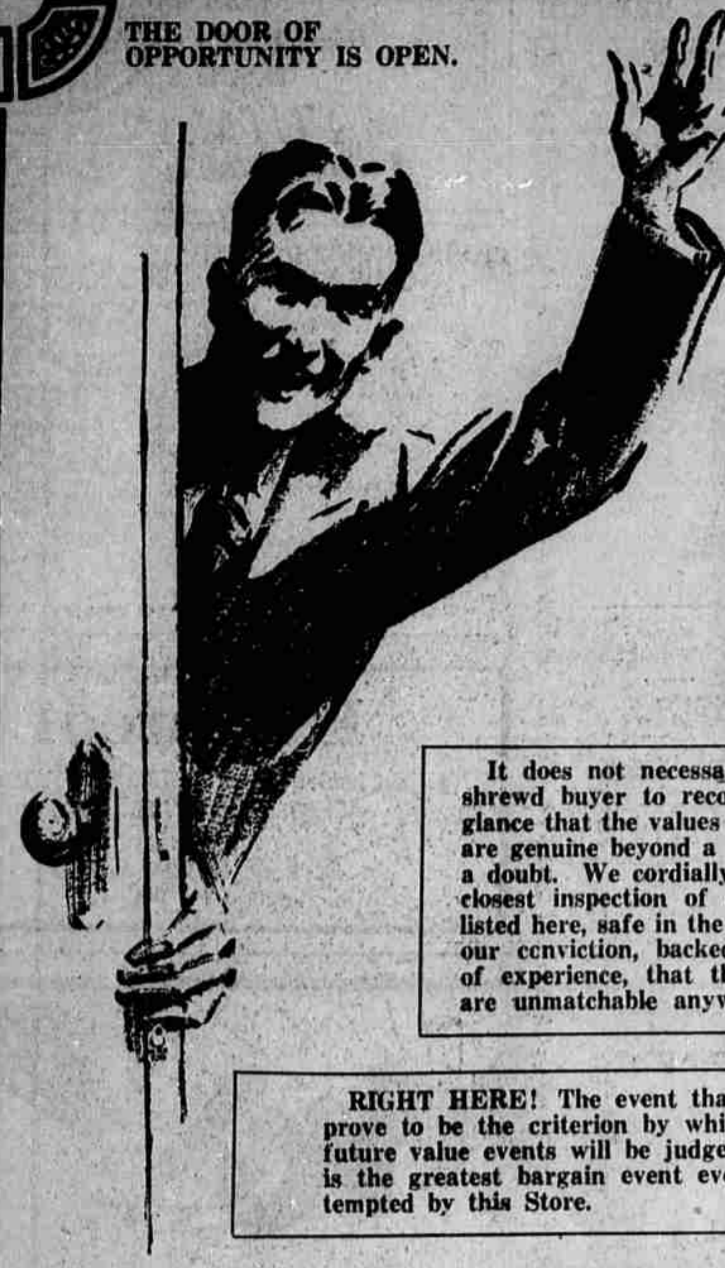 THE DOOR OF
OPPORTUNITY IS OPEN.
It does not necessa
shrewd buyer to reco
glance that the values
are genuine beyond a
a doubt. We cordially
closest inspection of
listed here, safe in the
our ccnviction, backed
of experience, that th
are unmatchable anyv
RIGHT HERE! The event tha
prove to be the criterion by whi
future value events will be judge
is the greatest bargain event eve
tempted by this Store.